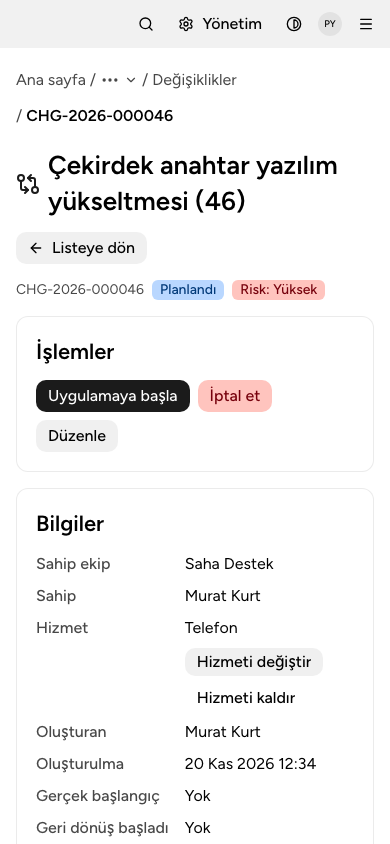 Yönetim
PY
Ana sayfa / ··· / Değişiklikler
/ CHG-2026-000046
Çekirdek anahtar yazılım
yükseltmesi (46)
Listeye dön
CHG-2026-000046 Planlandı Risk: Yüksek
İşlemler
Uygulamaya başla İptal et
Düzenle
Bilgiler
Sahip ekip Saha Destek
Sahip Murat Kurt
Hizmet Telefon
Hizmeti değiştir
Hizmeti kaldır
Oluşturan Murat Kurt
Oluşturulma 20 Kas 2026 12:34
Gerçek başlangıç Yok
Geri dönüş başladı Yok